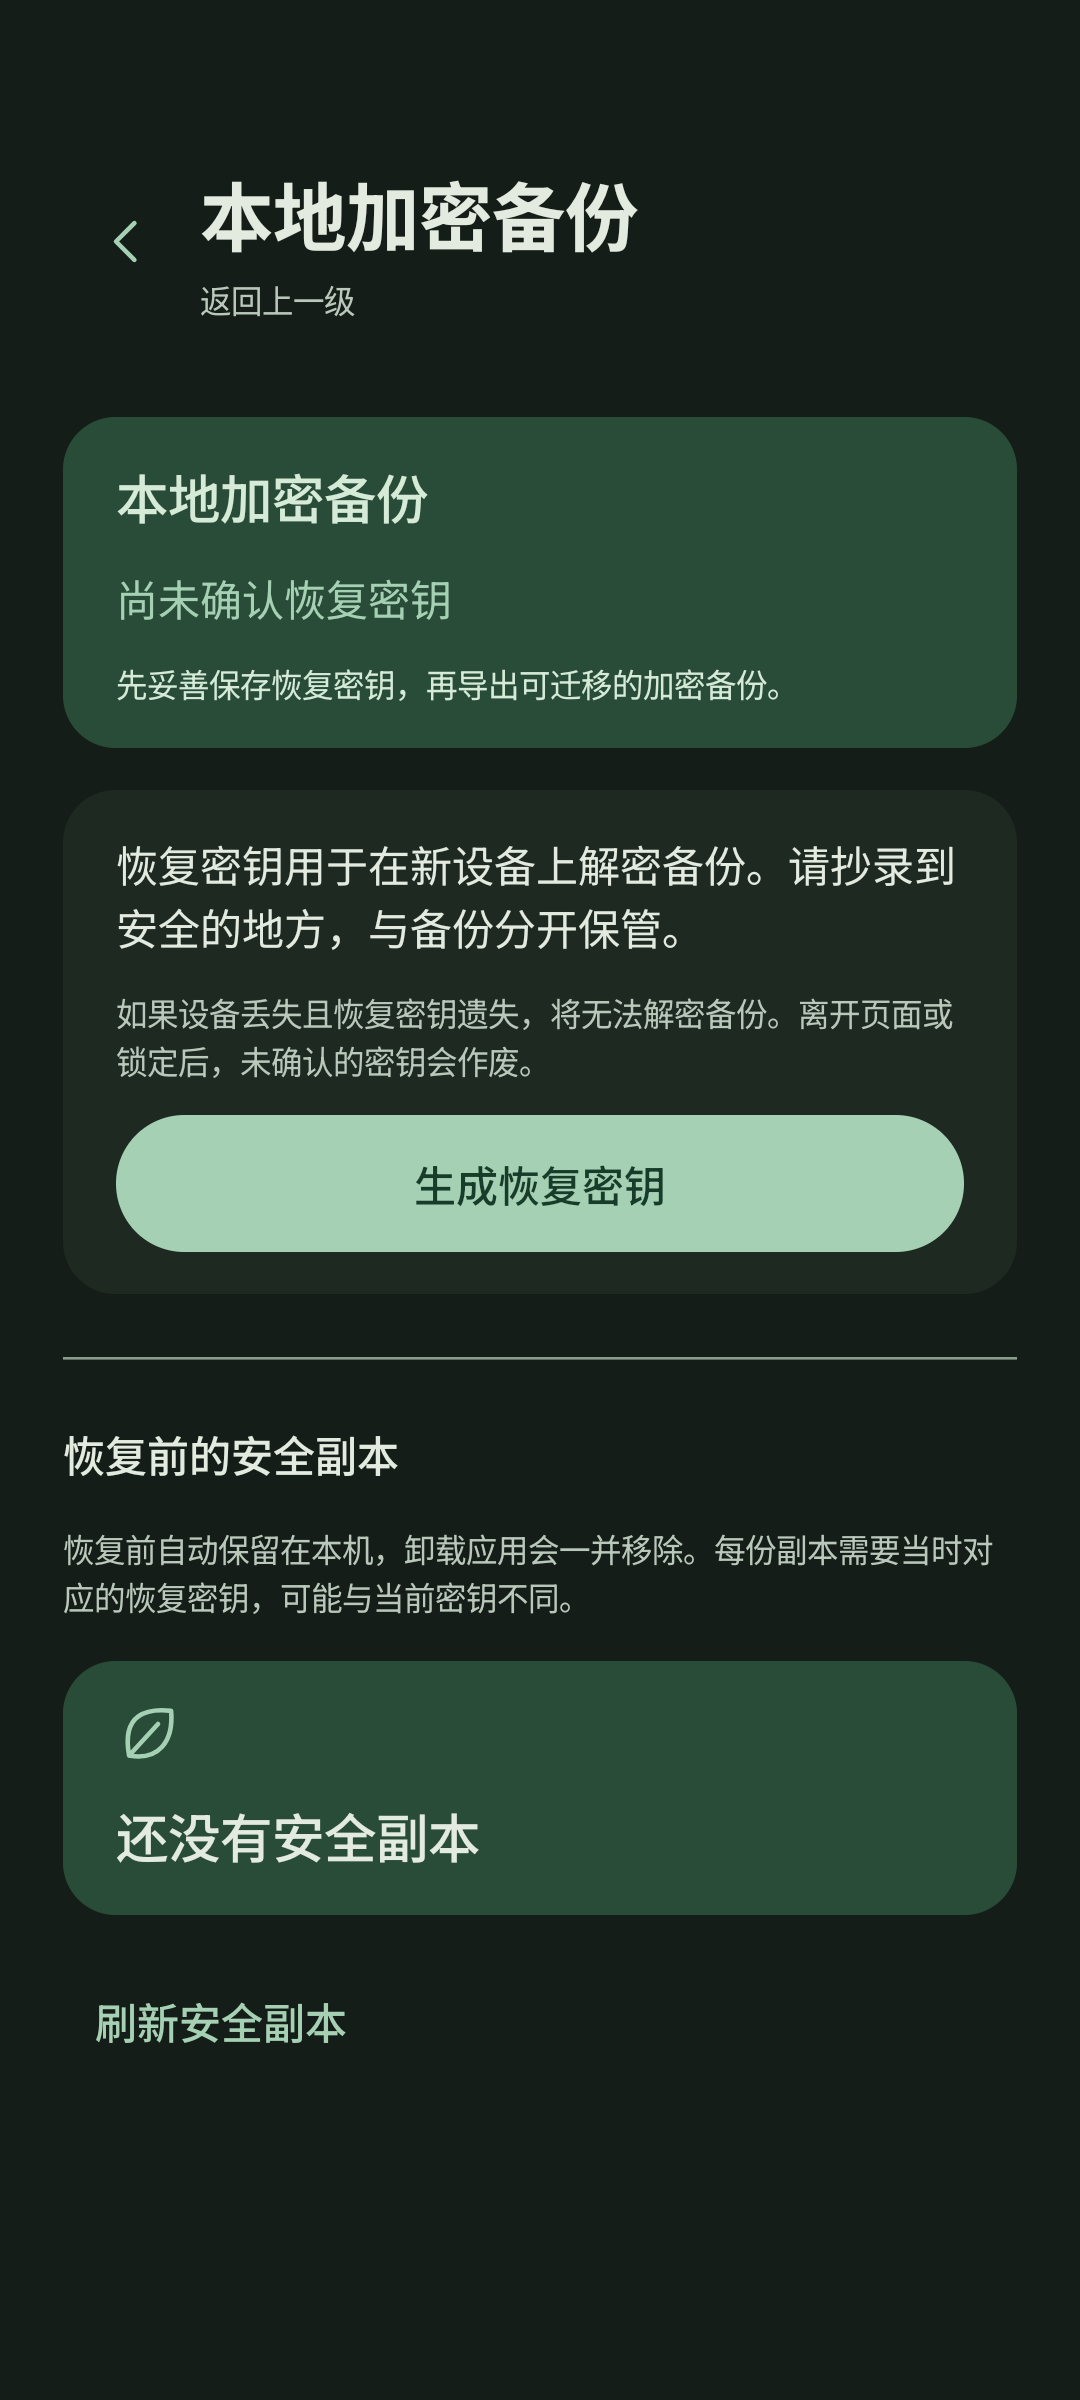 本地加密备份
返回上一级
本地加密备份
尚未确认恢复密钥
先妥善保存恢复密钥，再导出可迁移的加密备份。
恢复密钥用于在新设备上解密备份。请抄录到
安全的地方，与备份分开保管。
如果设备丢失且恢复密钥遗失，将无法解密备份。离开页面或
锁定后，未确认的密钥会作废。
生成恢复密钥
恢复前的安全副本
恢复前自动保留在本机，卸载应用会一并移除。每份副本需要当时对
应的恢复密钥，可能与当前密钥不同。
还没有安全副本
刷新安全副本